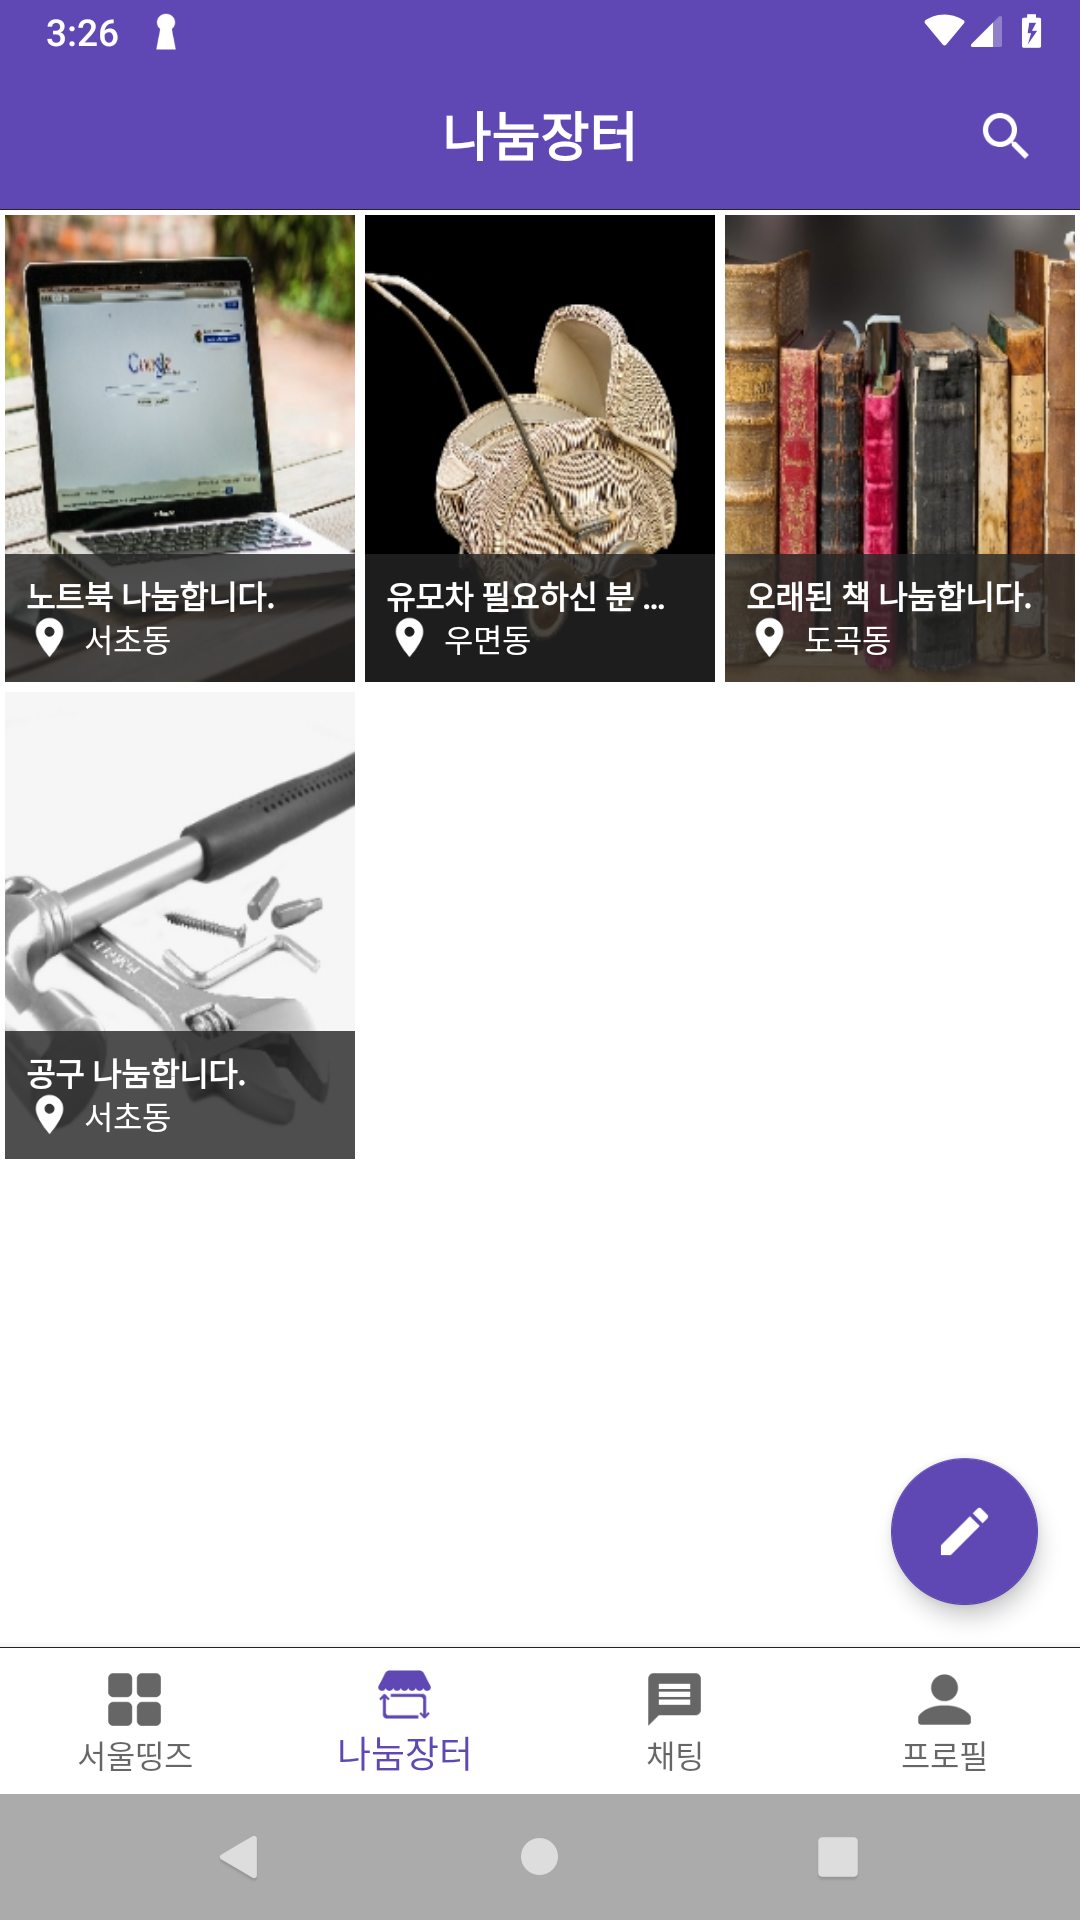 3:26
나눔장터
Google
노트북 나눔합니다.
서초동
유모차 필요하신 분 ...
우면동
오래된 책 나눔합니다.
도곡동
공구 나눔합니다.
서초동
서울띵즈
나눔장터
채팅
프로필